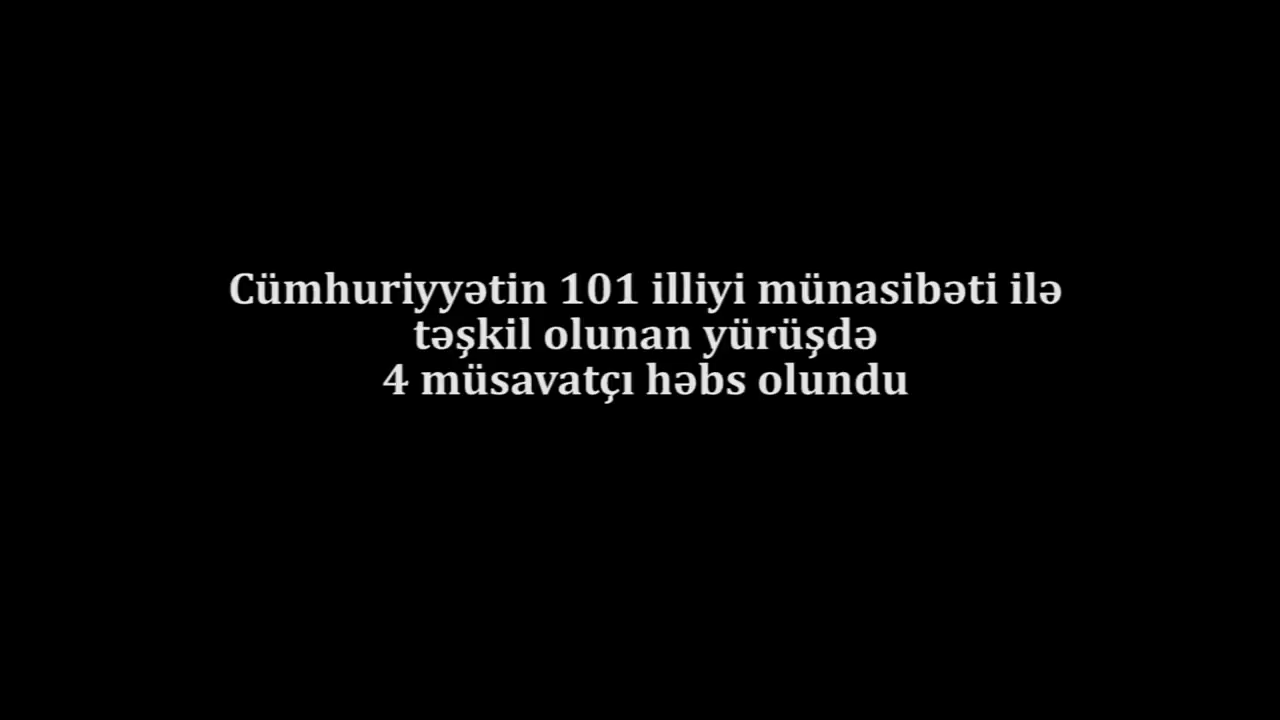 Cümhuriyyətin 101 illiyi münasibəti ilə
təşkil olunan yürüşdə
4 müsavatçı həbs olundu